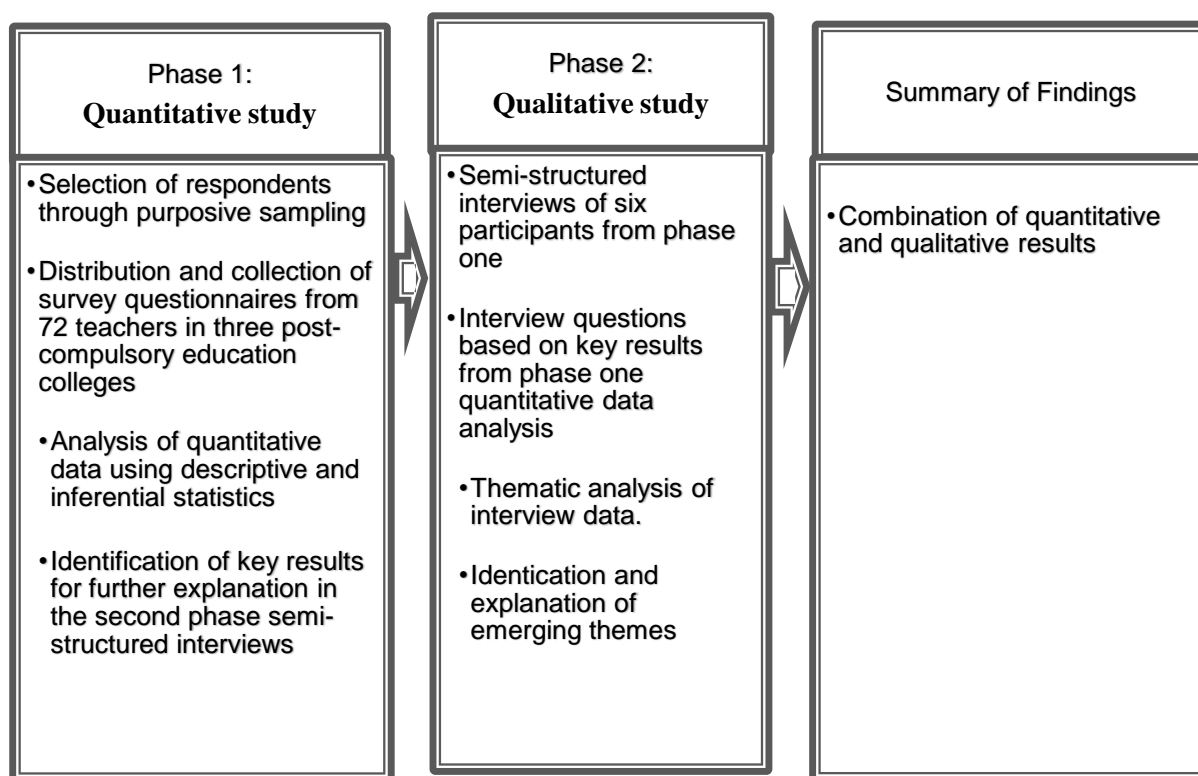 Phase 1:
Quantitative study
•Selection of respondents
through purposive sampling
•Distribution and collection of
survey questionnaires from
72 teachers in three post-
compulsory education
colleges
•Analysis of quantitative
data using descriptive and
inferential statistics
•Identification of key results
for further explanation in
the second phase semi-
structured interviews
Phase 2:
Qualitative study
•Semi-structured
interviews of six
participants from phase
one
•Interview questions
based on key results
from phase one
quantitative data
analysis
•Thematic analysis of
interview data.
•Identication and
explanation of
emerging themes
Summary of Findings
•Combination of quantitative
and qualitative results